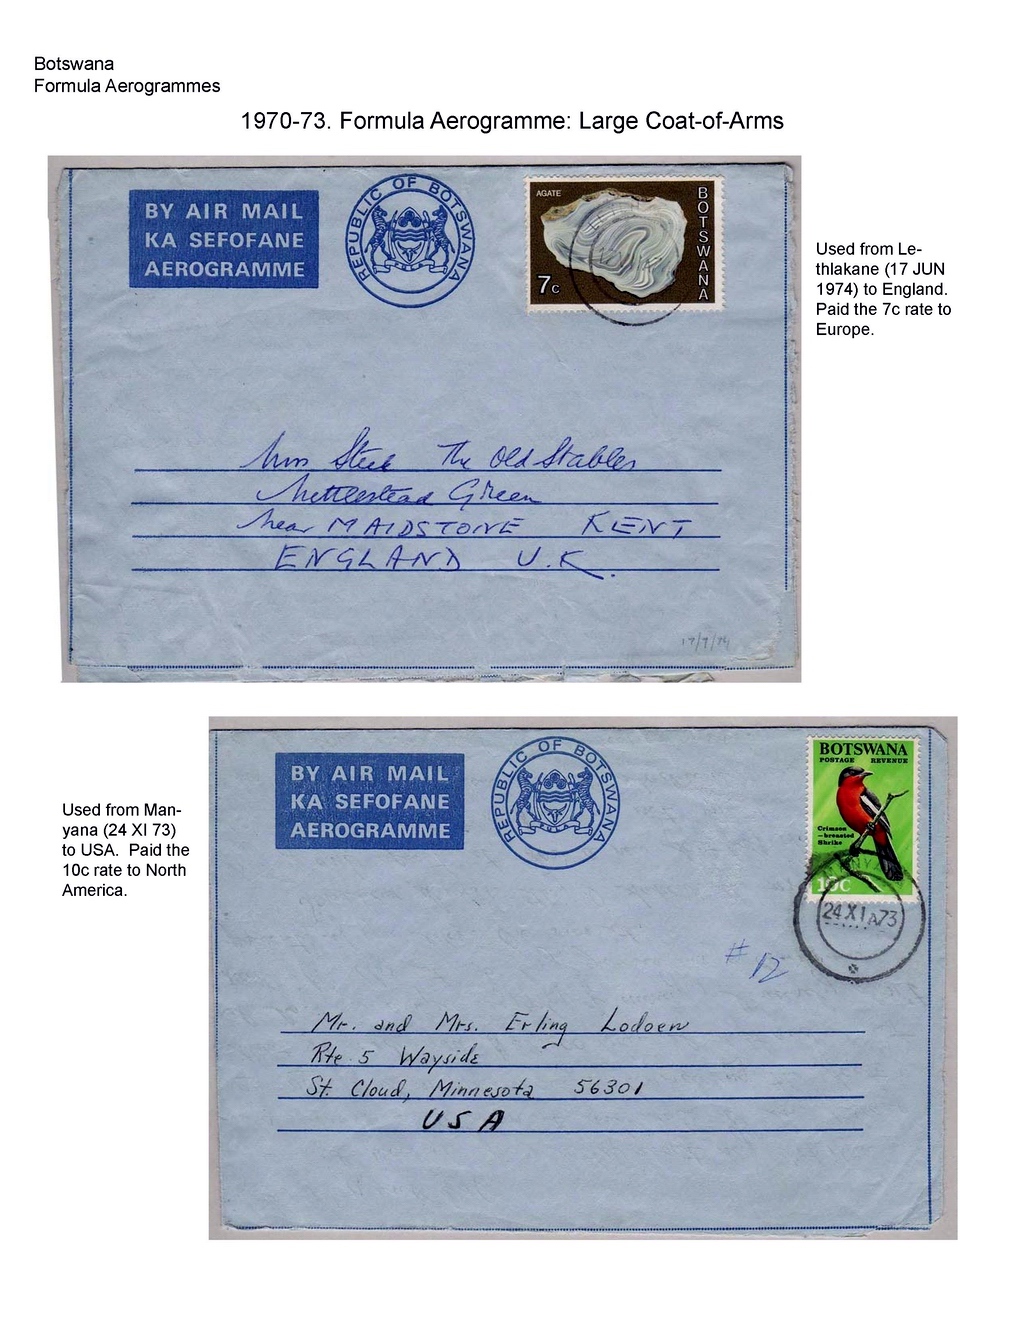 Botswana
Formula Aerogrammes
1970-73. Formula Aerogramme: Large Coat-of-Arms
BY AIR MAIL
KA SEFOFANE
AEROGRAMME
REPUBLIC OF BOTSWANA
AGATE
BOTSWANA
7c
Used from Le-
thlakane (17 JUN
1974) to England.
Paid the 7c rate to
Europe.
The Old Stables
Nettlestead Green
Near MAIDSTONE KENT
ENGLAND U.K.
17/7/74
BY AIR MAIL
KA SEFOFANE
AEROGRAMME
REPUBLIC OF BOTSWANA
BOTSWANA
POSTAGE REVENUE
Crimson
-breasted
Shrike
10c
24 XI A 73
Used from Man-
yana (24 XI 73)
to USA. Paid the
10c rate to North
America.
# 12
Mr. and Mrs. Erling Lodoen
Rte 5 Wayside
St. Cloud, Minnesota 56301
USA